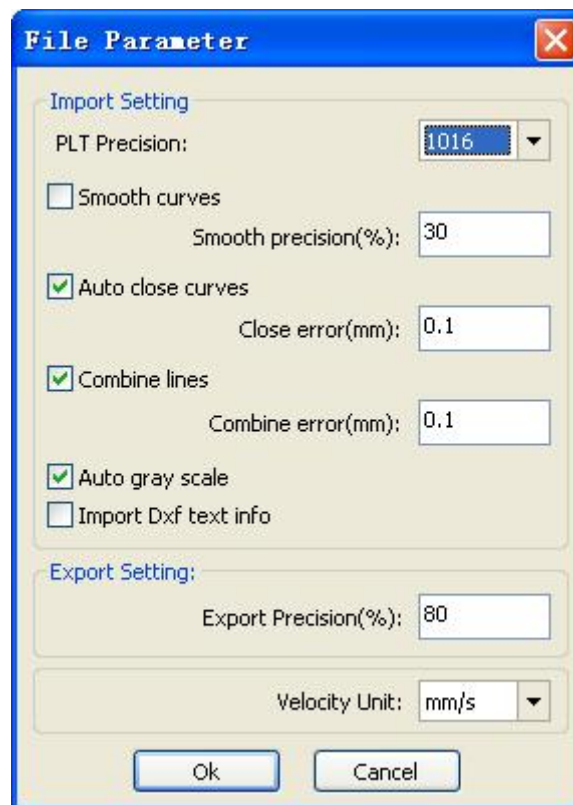 File Parameter
Import Setting
PLT Precision: 1016
Smooth curves
Smooth precision(%): 30
Auto close curves
Close error(mm): 0.1
Combine lines
Combine error(mm): 0.1
Auto gray scale
Import Dxf text info
Export Setting:
Export Precision(%): 80
Velocity Unit: mm/s
Ok Cancel